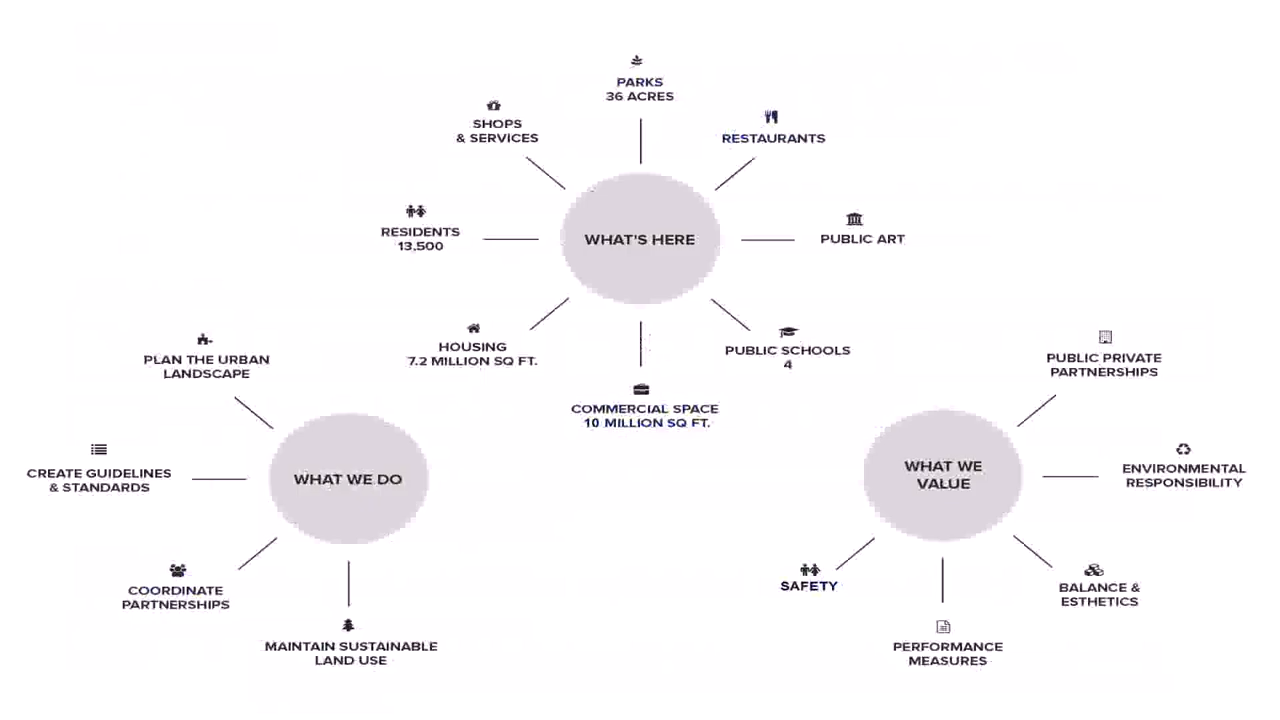 PARKS
36 ACRES
SHOPS
& SERVICES
RESTAURANTS
RESIDENTS
13,500
WHAT'S HERE
PUBLIC ART
HOUSING
7.2 MILLION SQ FT.
PUBLIC SCHOOLS
4
COMMERCIAL SPACE
10 MILLION SQ FT.
PLAN THE URBAN
LANDSCAPE
CREATE GUIDELINES
& STANDARDS
WHAT WE DO
COORDINATE
PARTNERSHIPS
MAINTAIN SUSTAINABLE
LAND USE
PUBLIC PRIVATE
PARTNERSHIPS
WHAT WE
VALUE
ENVIRONMENTAL
RESPONSIBILITY
SAFETY
BALANCE &
ESTHETICS
PERFORMANCE
MEASURES